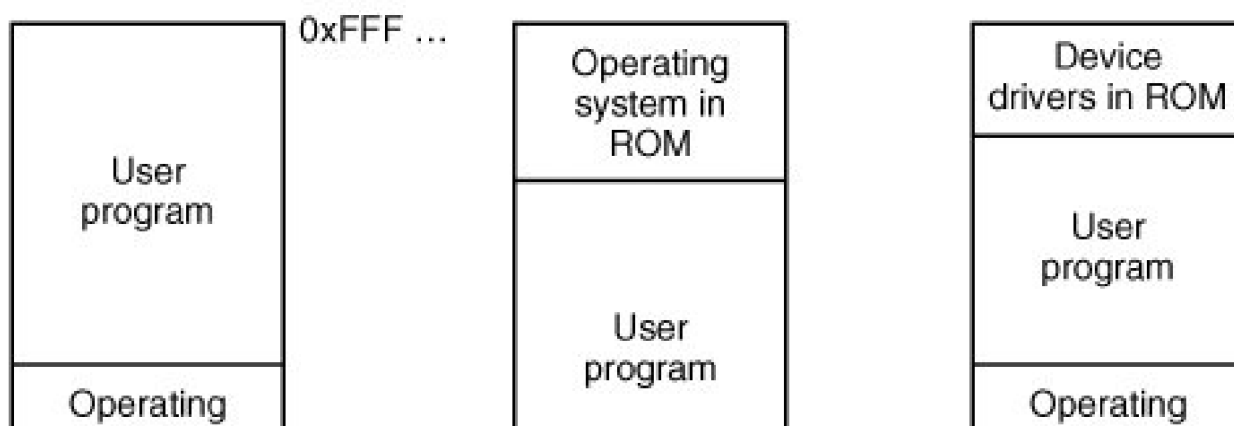 0xFFF …
User
program
Operating
Operating
system in
ROM
User
program
Device
drivers in ROM
User
program
Operating